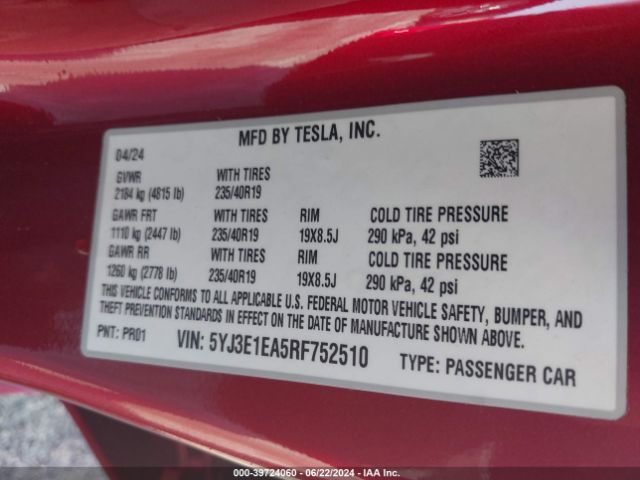 MFD BY TESLA, INC.
04/24
GVWR WITH TIRES
2184 kg (4815 lb) 235/40R19
GAWR FRT WITH TIRES RIM COLD TIRE PRESSURE
1110 kg (2447 lb) 235/40R19 19X8.5J 290 kPa, 42 psi
GAWR RR WITH TIRES RIM COLD TIRE PRESSURE
1260 kg (2778 lb) 235/40R19 19X8.5J 290 kPa, 42 psi
THIS VEHICLE CONFORMS TO ALL APPLICABLE U.S. FEDERAL MOTOR VEHICLE SAFETY, BUMPER, AND
THEFT PREVENTION STANDARDS IN EFFECT ON THE DATE OF MANUFACTURE SHOWN ABOVE.
PNT: PR01 VIN: 5YJ3E1EA5RF752510 TYPE: PASSENGER CAR
000-39724060 - 06/22/2024 - IAA Inc.